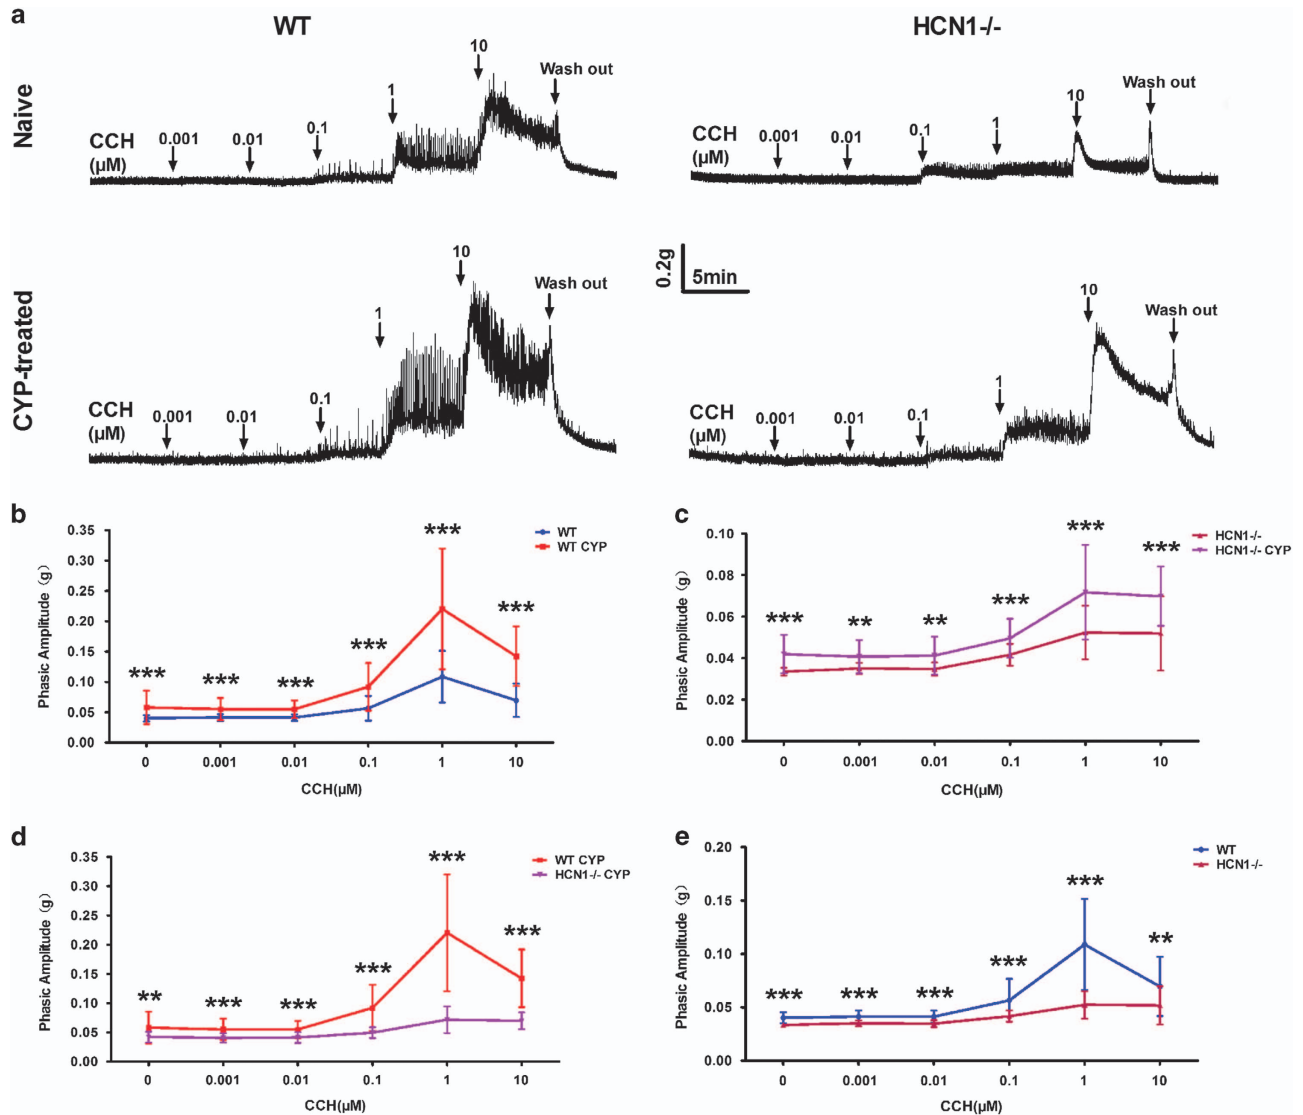 a
WT
HCN1-/-
Naive
CCH
(µM)
0.001
0.01
0.1
1
10
Wash out
CCH
(µM)
0.001
0.01
0.1
1
10
Wash out
CYP-treated
CCH
(µM)
0.001
0.01
0.1
1
10
Wash out
0.2g
5min
CCH
(µM)
0.001
0.01
0.1
1
10
Wash out
b
Phasic Amplitude (g)
0.35
0.30
0.25
0.20
0.15
0.10
0.05
0.00
*** *** *** *** *** ***
WT
WT CYP
0 0.001 0.01 0.1 1 10
CCH(µM)
c
Phasic Amplitude (g)
0.10
0.08
0.06
0.04
0.02
0.00
*** ** ** *** *** ***
HCN1-/-
HCN1-/- CYP
0 0.001 0.01 0.1 1 10
CCH(µM)
d
Phasic Amplitude (g)
0.35
0.30
0.25
0.20
0.15
0.10
0.05
0.00
** *** *** *** *** ***
WT CYP
HCN1-/- CYP
0 0.001 0.01 0.1 1 10
CCH(µM)
e
Phasic Amplitude (g)
0.20
0.15
0.10
0.05
0.00
*** *** *** *** *** **
WT
HCN1-/-
0 0.001 0.01 0.1 1 10
CCH(µM)